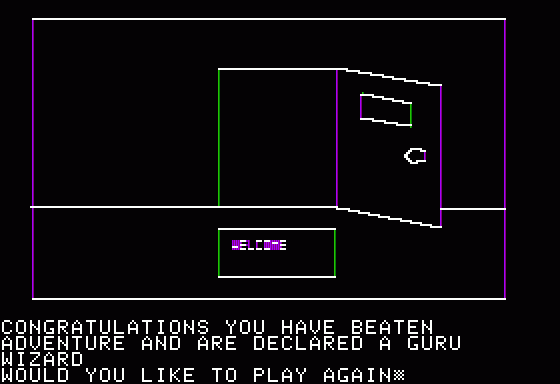 WELCOME
CONGRATULATIONS YOU HAVE BEATEN
ADVENTURE AND ARE DECLARED A GURU
WIZARD
WOULD YOU LIKE TO PLAY AGAIN※